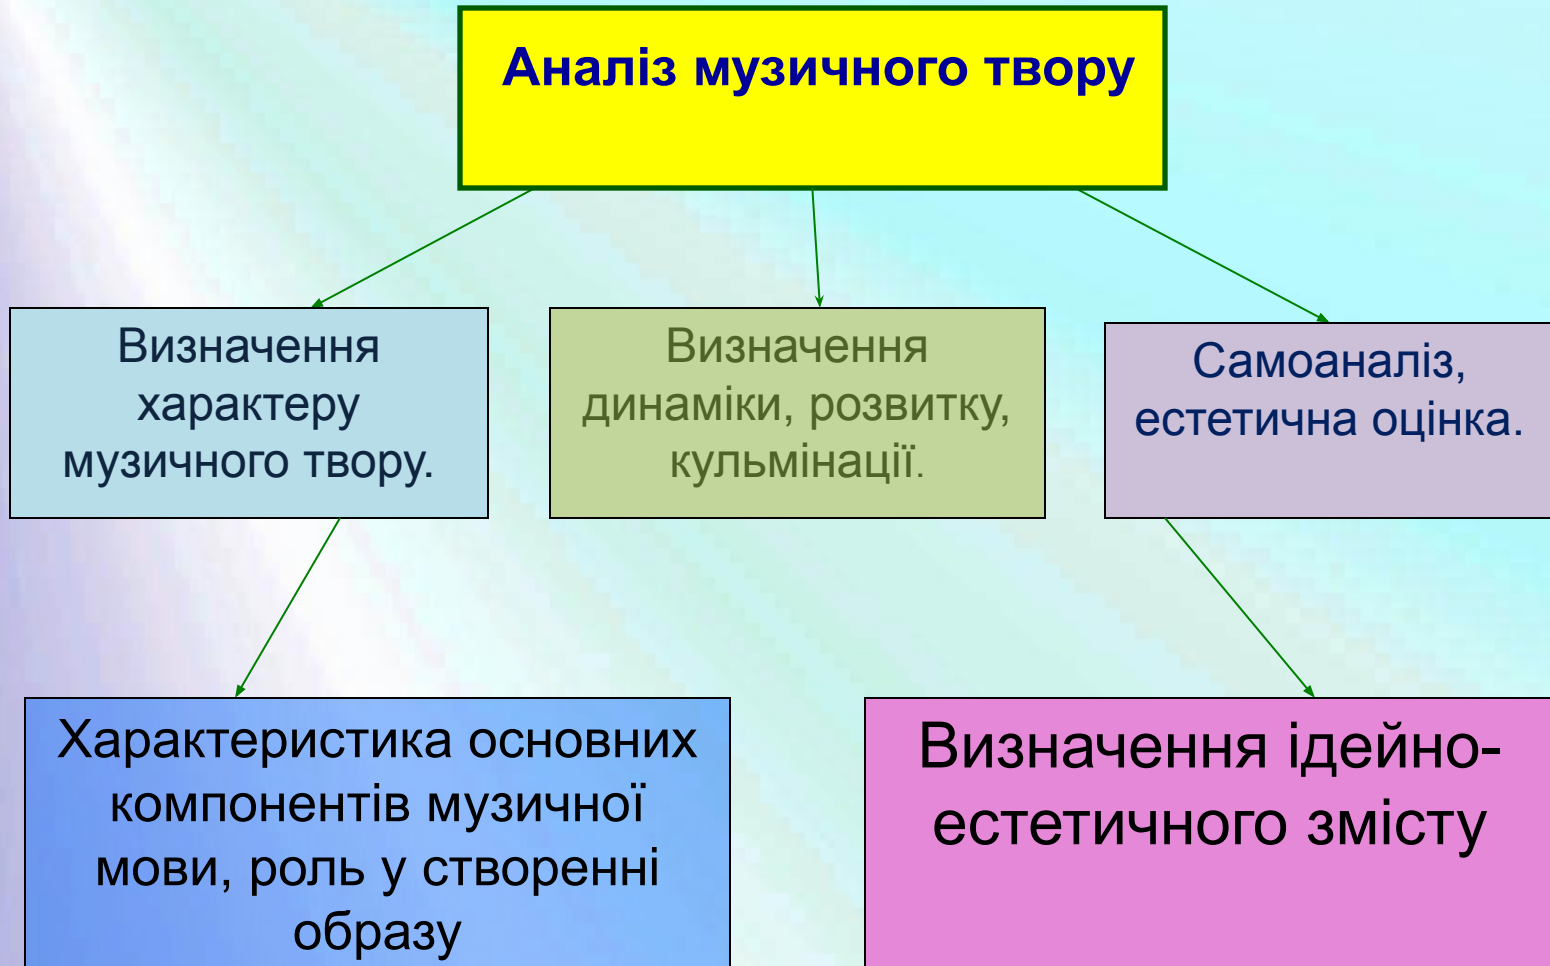 Аналіз музичного твору
Визначення
характеру
музичного твору.
Визначення
динаміки, розвитку,
кульмінації.
Самоаналіз,
естетична оцінка.
Характеристика основних
компонентів музичної
мови, роль у створенні
образу
Визначення ідейно-
естетичного змісту